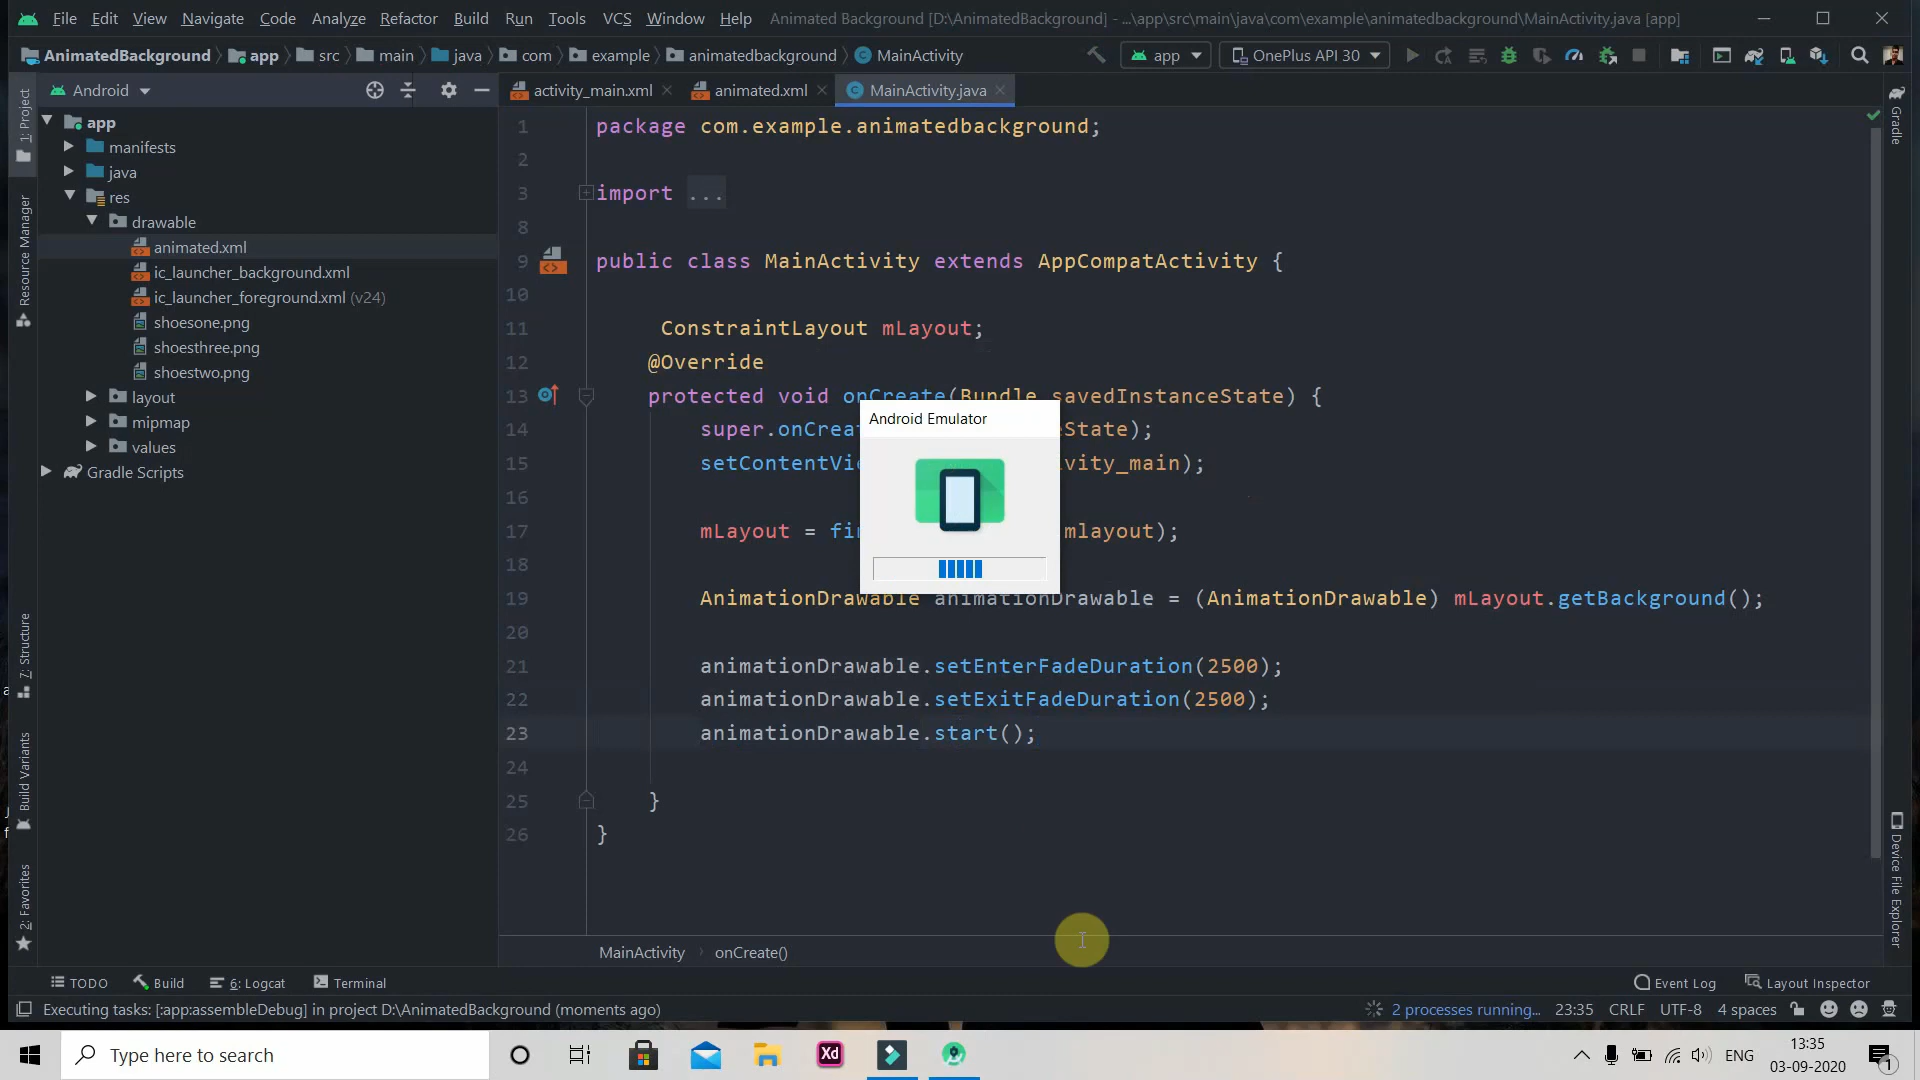 File Edit View Navigate Code Analyze Refactor Build Run Tools VCS Window Help Animated Background [D:\AnimatedBackground] - ...\app\src\main\java\com\example\animatedbackground\MainActivity.java [app]
AnimatedBackground app src main java com example animatedbackground MainActivity app OnePlus API 30
Android activity_main.xml animated.xml MainActivity.java
1: Project
Resource Manager
7: Structure
Build Variants
2: Favorites
app
manifests
java
res
drawable
animated.xml
ic_launcher_background.xml
ic_launcher_foreground.xml (v24)
shoesone.png
shoesthree.png
shoestwo.png
layout
mipmap
values
Gradle Scripts
1 package com.example.animatedbackground;
2
3 import ...
8
9 public class MainActivity extends AppCompatActivity {
10
11 ConstraintLayout mLayout;
12 @Override
13 protected void onCreate(Bundle savedInstanceState) {
14 super.onCrea eState);
15 setContentVi vity_main);
16
17 mLayout = fin mlayout);
18
19 AnimationDrawable animationDrawable = (AnimationDrawable) mLayout.getBackground();
20
21 animationDrawable.setEnterFadeDuration(2500);
22 animationDrawable.setExitFadeDuration(2500);
23 animationDrawable.start();
24
25 }
26 }
Android Emulator
Gradle
Device File Explorer
MainActivity onCreate()
TODO Build 6: Logcat Terminal Event Log Layout Inspector
Executing tasks: [:app:assembleDebug] in project D:\AnimatedBackground (moments ago) 2 processes running... 23:35 CRLF UTF-8 4 spaces
Type here to search Xd ENG 13:35
03-09-2020
1